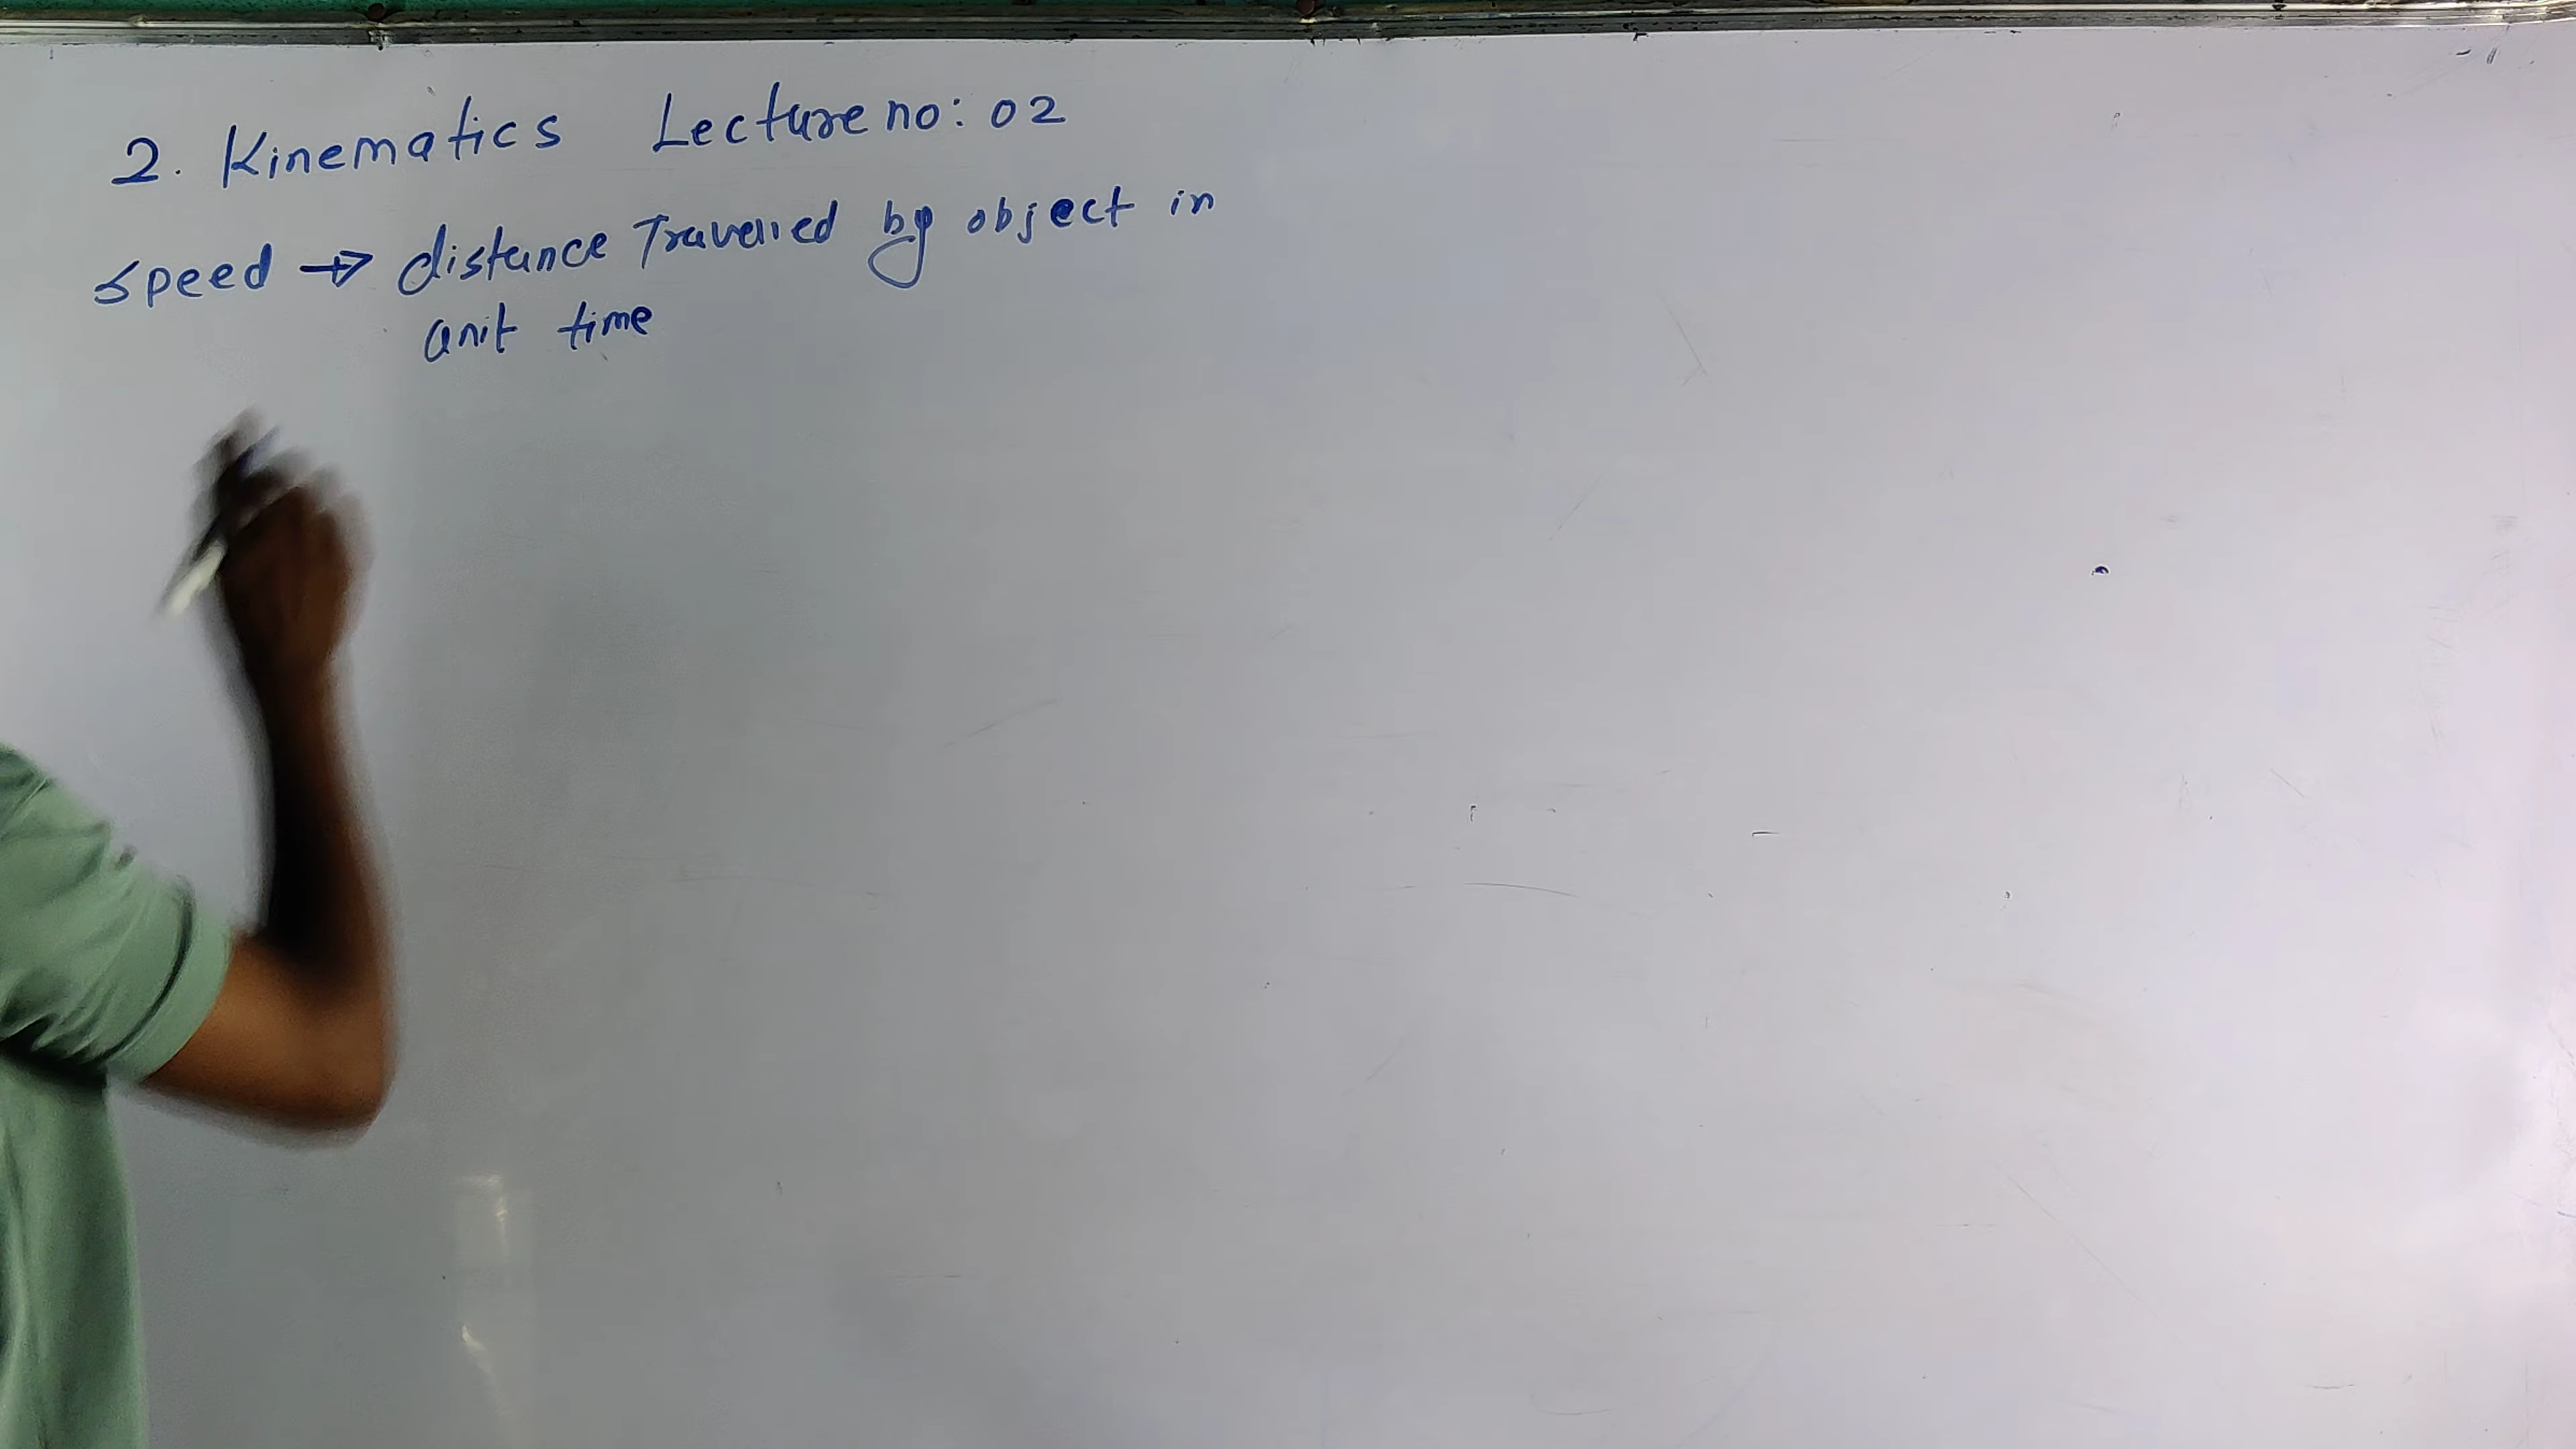 2. Kinematics Lecture no: 02
speed → distance Travelled by object in
unit time